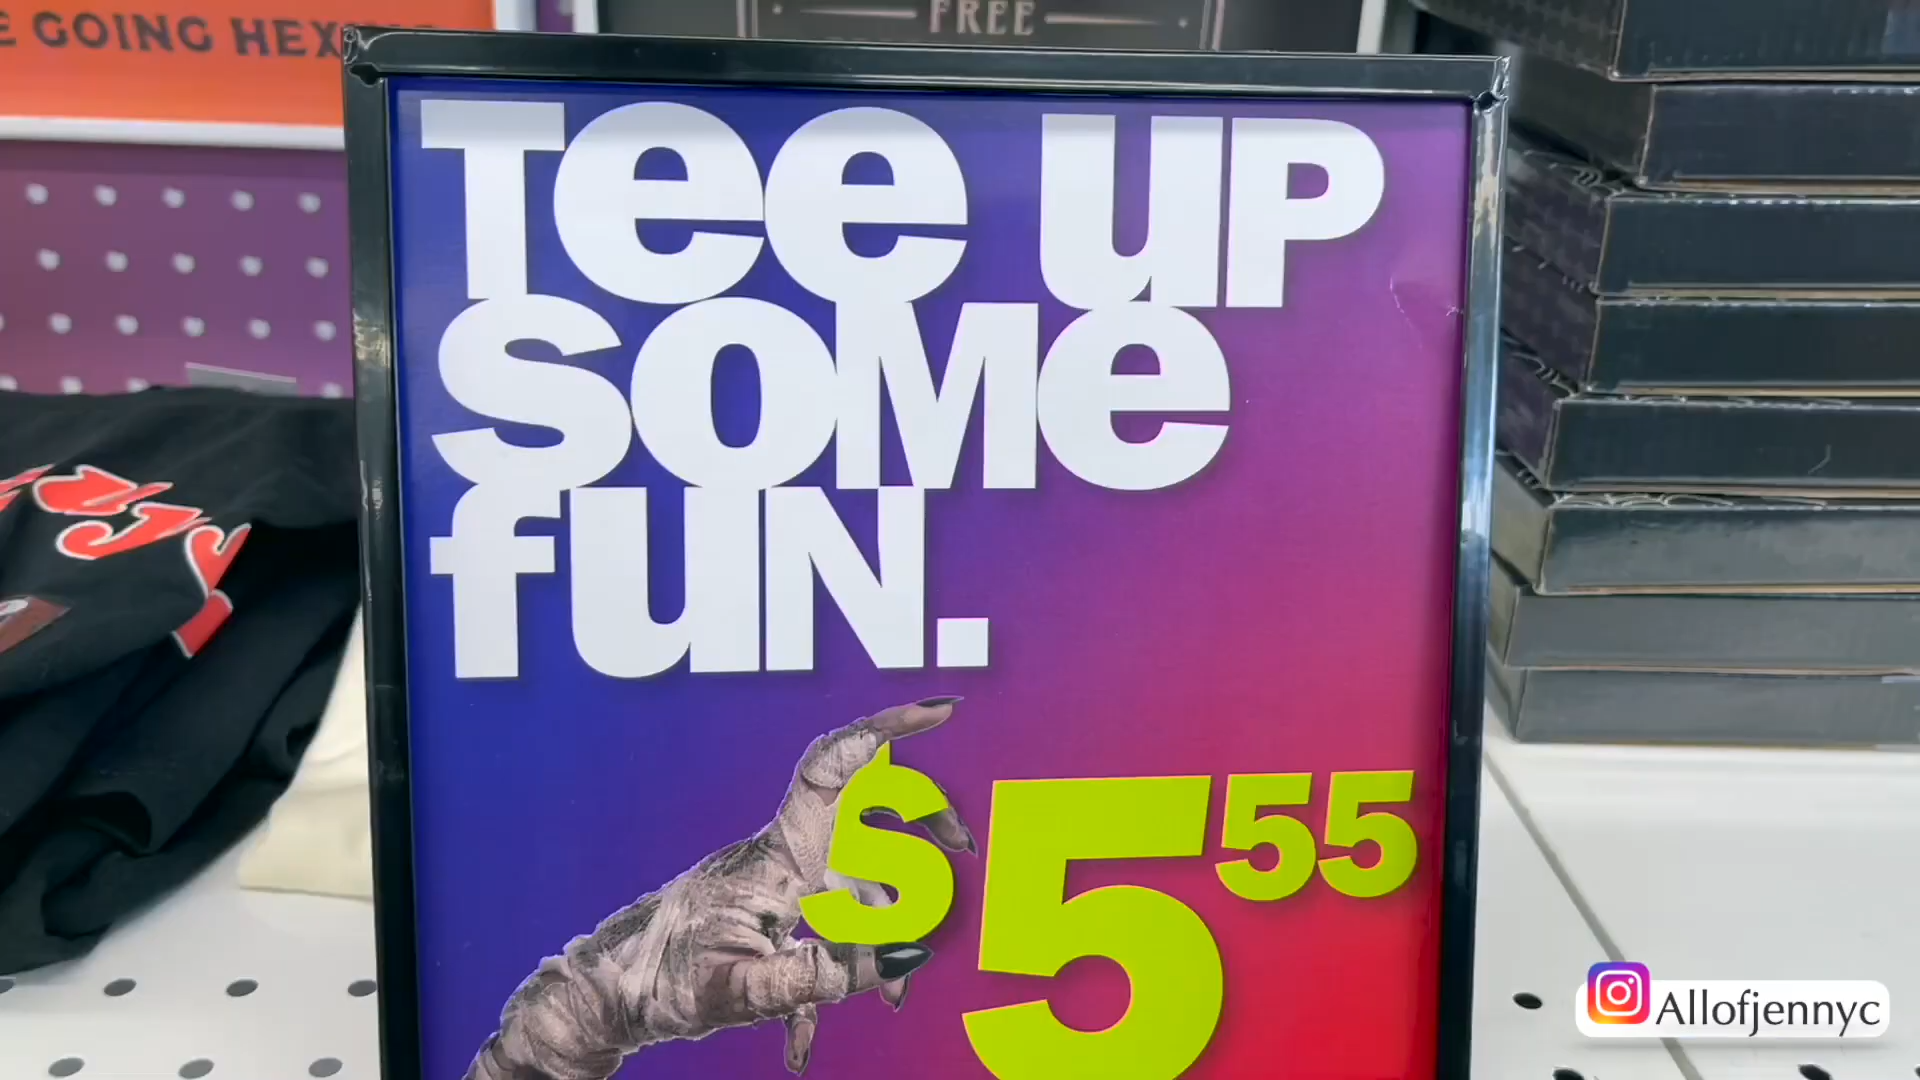 E GOING HEX
FREE
Tee uP
soMe
fuN.
$5 55
Allofjennyc